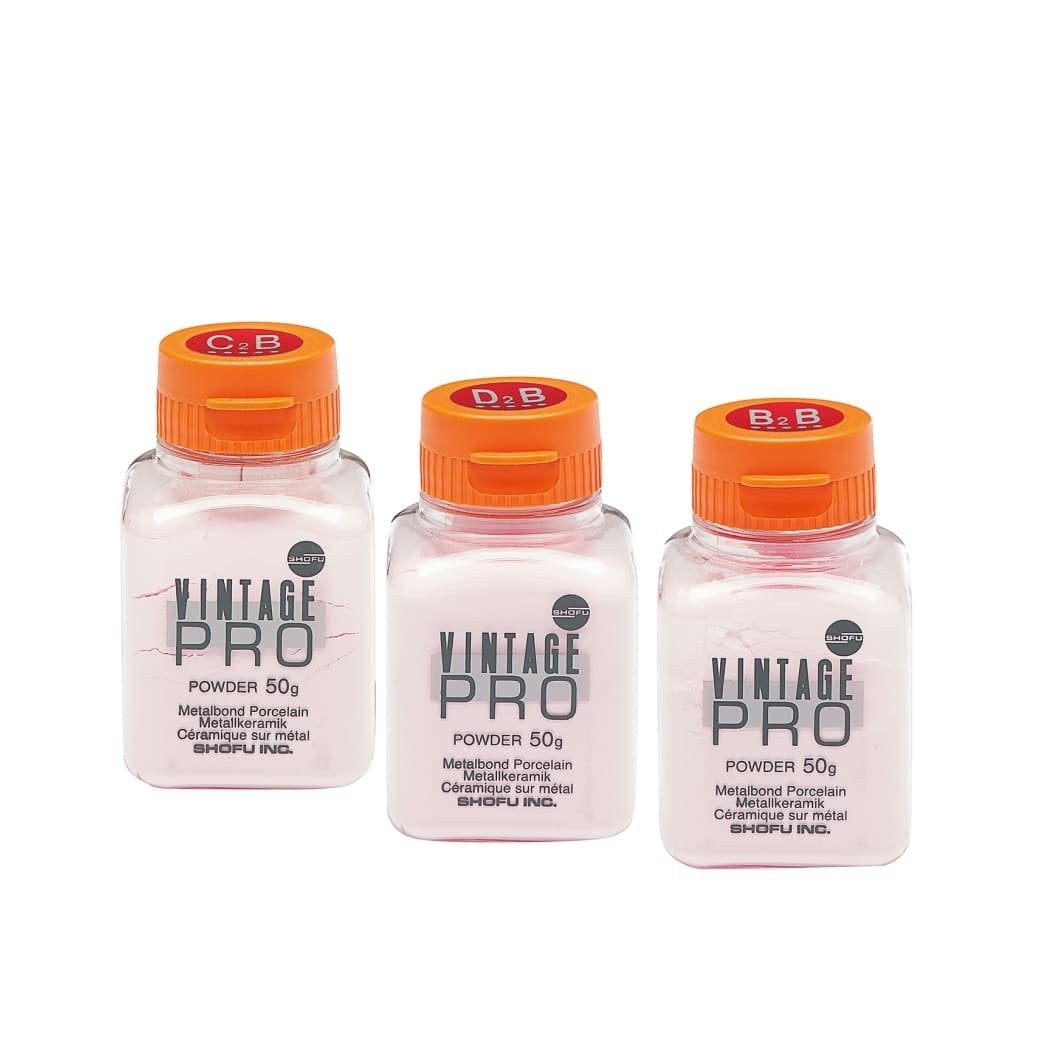 C2B
SHOFU
VINTAGE
PRO
POWDER 50g
Metalbond Porcelain
Metallkeramik
Céramique sur métal
SHOFU INC.
D2B
SHOFU
VINTAGE
PRO
POWDER 50g
Metalbond Porcelain
Metallkeramik
Céramique sur métal
SHOFU INC.
B2B
SHOFU
VINTAGE
PRO
POWDER 50g
Metalbond Porcelain
Metallkeramik
Céramique sur métal
SHOFU INC.